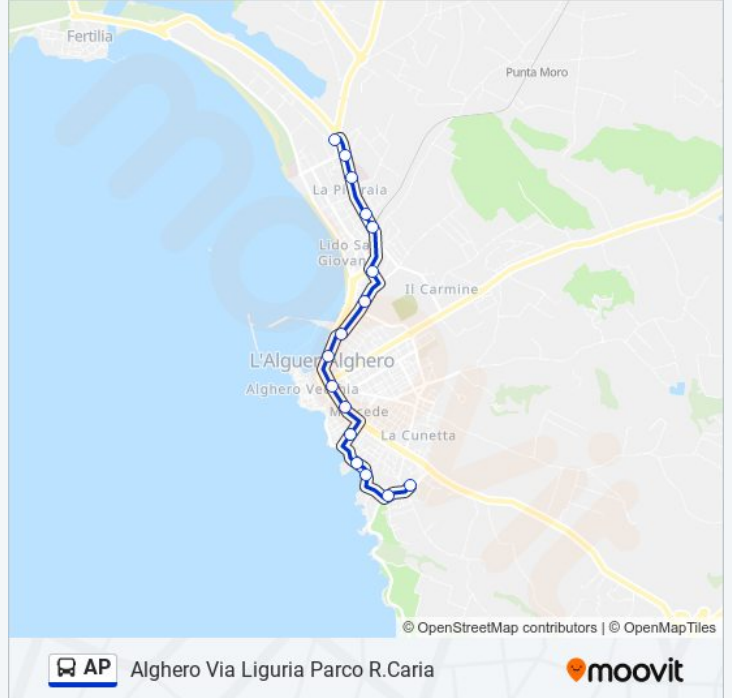 Fertilia
Punta Moro
La Pietraia
Lido San
Giovanni
Il Carmine
L'Alguer/Alghero
Alghero Vecchia
Mercede
La Cunetta
moovit
© OpenStreetMap contributors | © OpenMapTiles
AP Alghero Via Liguria Parco R.Caria
moovit